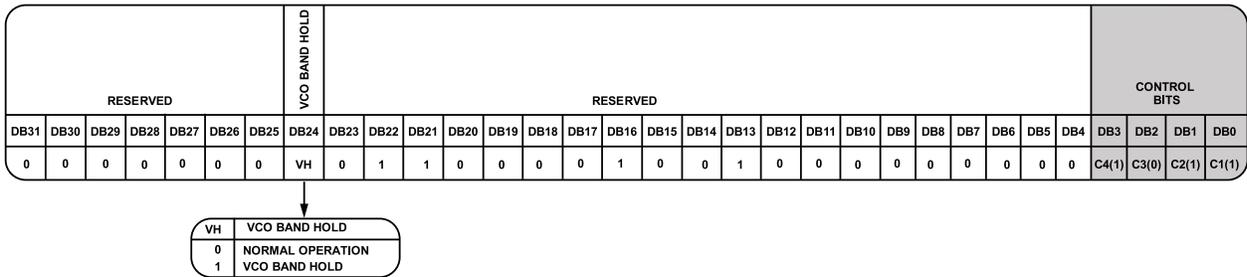 RESERVED VCO BAND HOLD RESERVED CONTROL BITS
DB31 DB30 DB29 DB28 DB27 DB26 DB25 DB24 DB23 DB22 DB21 DB20 DB19 DB18 DB17 DB16 DB15 DB14 DB13 DB12 DB11 DB10 DB9 DB8 DB7 DB6 DB5 DB4 DB3 DB2 DB1 DB0
0 0 0 0 0 0 0 VH 0 1 1 0 0 0 0 1 0 0 1 0 0 0 0 0 0 0 0 0 C4(1) C3(0) C2(1) C1(1)
VH VCO BAND HOLD
0 NORMAL OPERATION
1 VCO BAND HOLD